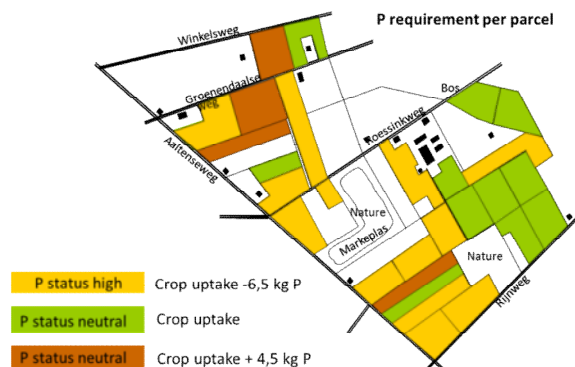 P requirement per parcel
Winkelsweg
Groenendaalse
weg
Bos
Roessinkweg
Aaltenseweg
Nature
Markeplas
Nature
Rijnweg
P status high Crop uptake -6,5 kg P
P status neutral Crop uptake
P status neutral Crop uptake + 4,5 kg P